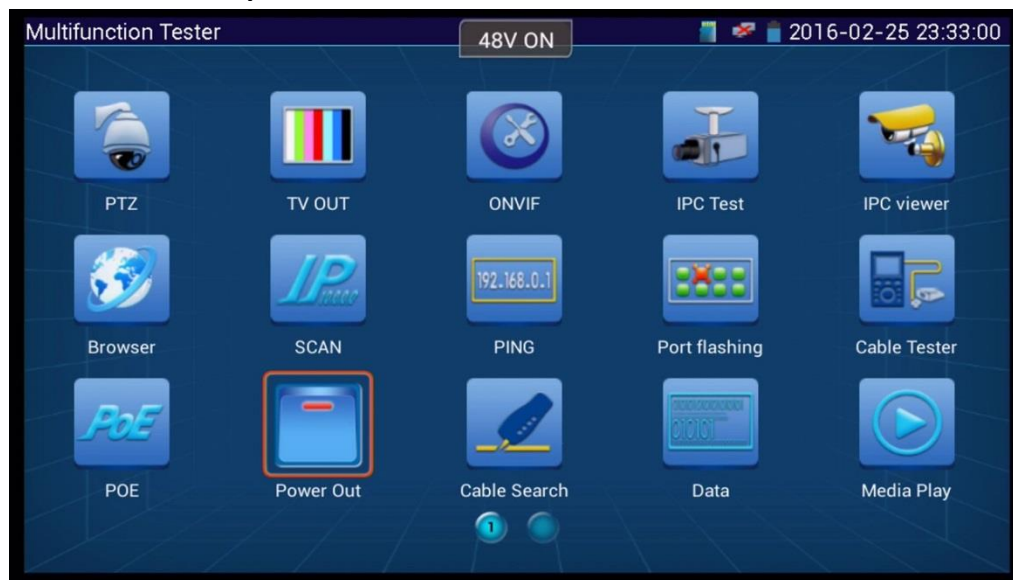 Multifunction Tester
48V ON
2016-02-25 23:33:00
PTZ
TV OUT
ONVIF
IPC Test
IPC viewer
192.168.0.1
Browser
SCAN
PING
Port flashing
Cable Tester
IP
PoE
POE
Power Out
Cable Search
Data
Media Play
1